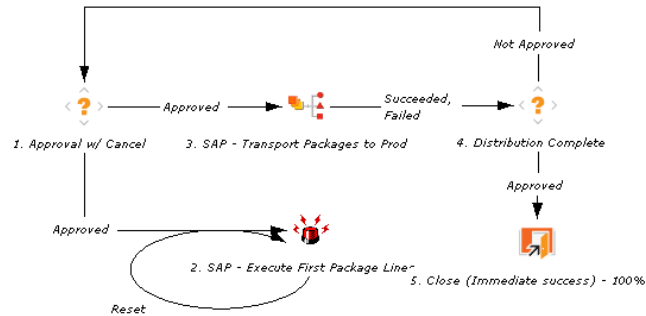 Not Approved
Approved
Succeeded,
Failed
1. Approval w/ Cancel
3. SAP - Transport Packages to Prod
4. Distribution Complete
Approved
Approved
2. SAP - Execute First Package Line
5. Close (Immediate success) - 100%
Reset